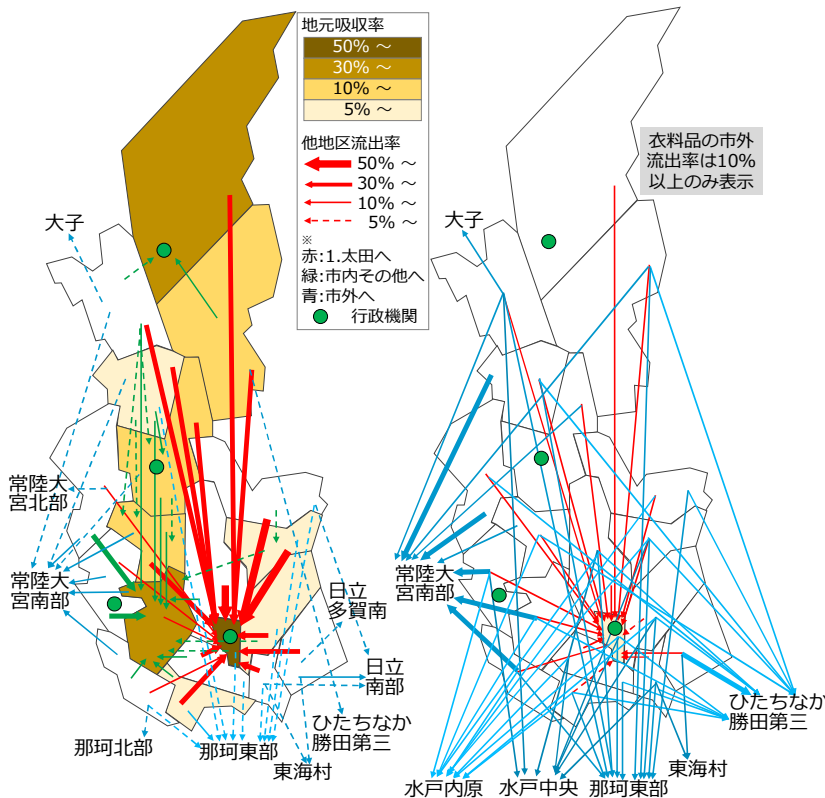 地元吸収率
50% ～
30% ～
10% ～
5% ～
他地区流出率
50% ～
30% ～
10% ～
5% ～
※
赤:1.太田へ
緑:市内その他へ
青:市外へ
行政機関
大子
常陸大
宮北部
常陸大
宮南部
日立
多賀南
日立
南部
ひたちなか
勝田第三
東海村
那珂東部
那珂北部
衣料品の市外
流出率は10%
以上のみ表示
大子
常陸大
宮南部
ひたちなか
勝田第三
東海村
那珂東部
水戸中央
水戸内原